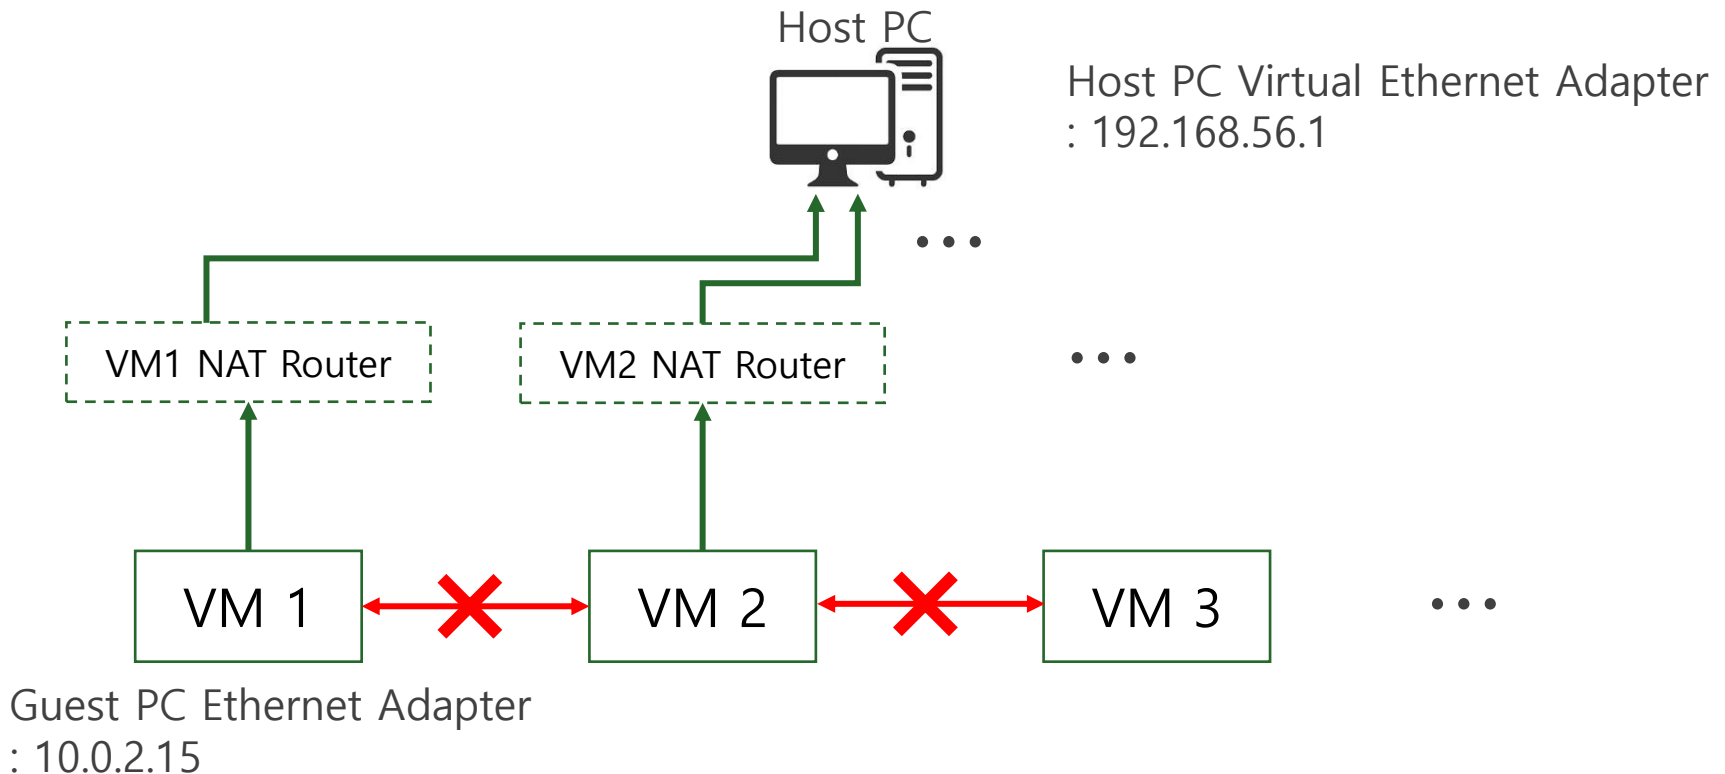 Host PC
Host PC Virtual Ethernet Adapter
: 192.168.56.1
...
VM1 NAT Router
VM2 NAT Router
...
VM 1
VM 2
VM 3
...
Guest PC Ethernet Adapter
: 10.0.2.15